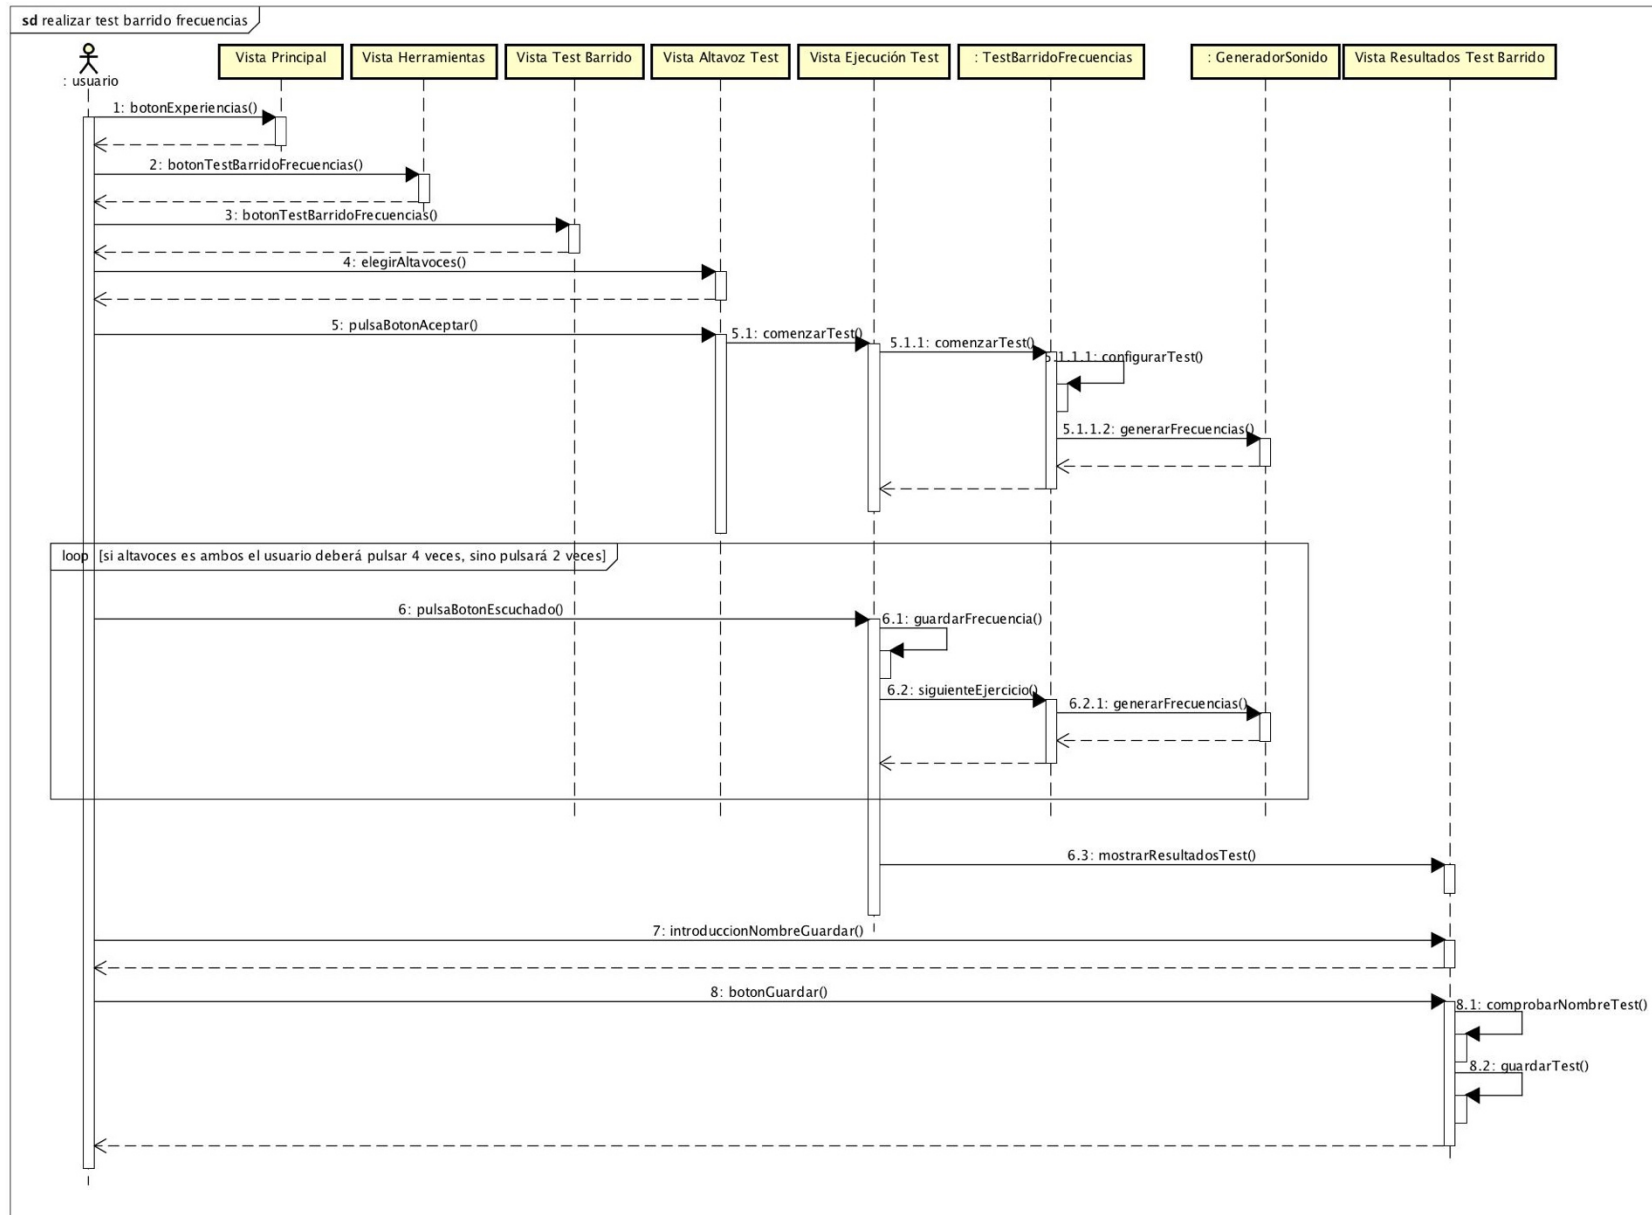 sd realizar test barrido frecuencias
: usuario
Vista Principal
Vista Herramientas
Vista Test Barrido
Vista Altavoz Test
Vista Ejecución Test
: TestBarridoFrecuencias
: GeneradorSonido
Vista Resultados Test Barrido
1: botonExperiencias()
2: botonTestBarridoFrecuencias()
3: botonTestBarridoFrecuencias()
4: elegirAltavoces()
5: pulsaBotonAceptar()
5.1: comenzarTest()
5.1.1: comenzarTest()
5.1.1.1: configurarTest()
5.1.1.2: generarFrecuencias()
loop [si altavoces es ambos el usuario deberá pulsar 4 veces, sino pulsará 2 veces]
6: pulsaBotonEscuchado()
6.1: guardarFrecuencia()
6.2: siguienteEjercicio()
6.2.1: generarFrecuencias()
6.3: mostrarResultadosTest()
7: introduccionNombreGuardar()
8: botonGuardar()
8.1: comprobarNombreTest()
8.2: guardarTest()